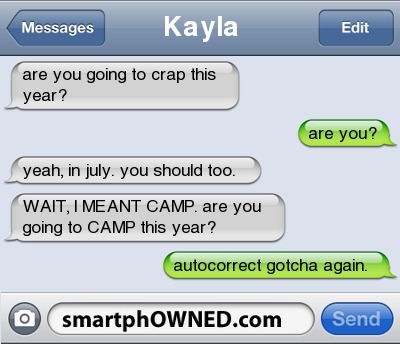 Messages
Kayla
Edit
are you going to crap this
year?
are you?
yeah, in july. you should too.
WAIT, I MEANT CAMP. are you
going to CAMP this year?
autocorrect gotcha again.
smartphOWNED.com
Send